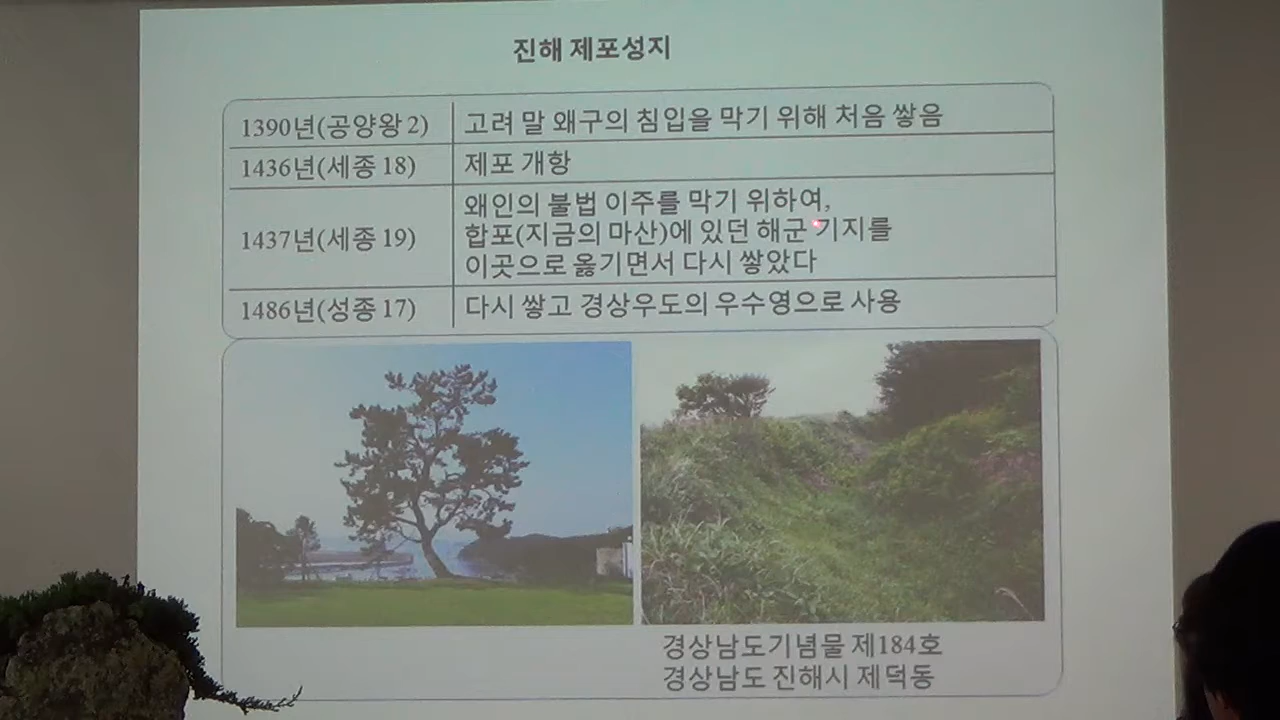 진해 제포성지
1390년(공양왕 2) 고려 말 왜구의 침입을 막기 위해 처음 쌓음
1436년(세종 18) 제포 개항
1437년(세종 19) 왜인의 불법 이주를 막기 위하여,
합포(지금의 마산)에 있던 해군 기지를
이곳으로 옮기면서 다시 쌓았다
1486년(성종 17) 다시 쌓고 경상우도의 우수영으로 사용
경상남도기념물 제184호
경상남도 진해시 제덕동